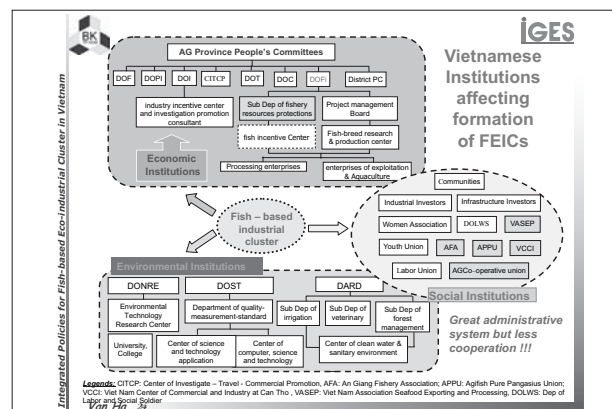 BK
iGES
Integrated Policies for Fish-based Eco-industrial Cluster in Vietnam
Vietnamese
Institutions
affecting
formation
of FEICs
AG Province People's Committees
DOF
DOPI
DOI
CITCP
DOT
DOC
DOFi
District PC
industry incentive center
and investigation promotion
consultant
Sub Dep of fishery
resources protections
Project management
Board
fish incentive Center
Fish-breed research
& production center
Economic
Institutions
Processing enterprises
enterprises of exploitation
& Aquaculture
Fish – based
industrial
cluster
Communities
Industrial Investors
Infrastructure Investors
Women Association
DOLWS
VASEP
Youth Union
AFA
APPU
VCCI
Labor Union
AGCo-operative union
Social Institutions
Environmental Institutions
DONRE
DOST
DARD
Environmental
Technology
Research Center
Department of quality-
measurement-standard
Sub Dep of
irrigation
Sub Dep of
veterinary
Sub Dep of
forest
management
University,
College
Center of science
and technology
application
Center of
computer, science
and technology
Center of clean water &
sanitary environment
Great administrative
system but less
cooperation !!!
Legends: CITCP: Center of Investigate – Travel - Commercial Promotion, AFA: An Giang Fishery Association; APPU: Agifish Pure Pangasius Union;
VCCI: Viet Nam Center of Commercial and Industry at Can Tho , VASEP: Viet Nam Association Seafood Exporting and Processing, DOLWS: Dep of
Labor and Social Soldier
Van Ha